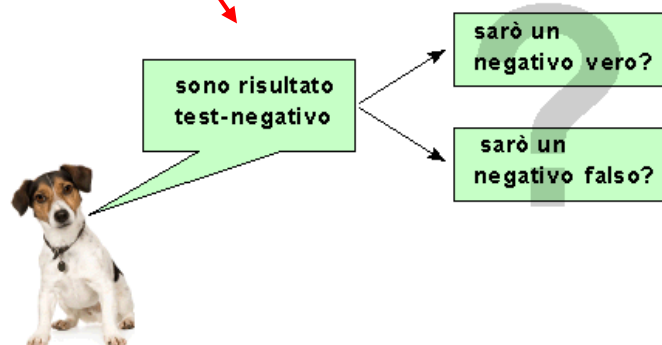 sarò un
negativo vero?
sono risultato
test-negativo
sarò un
negativo falso?